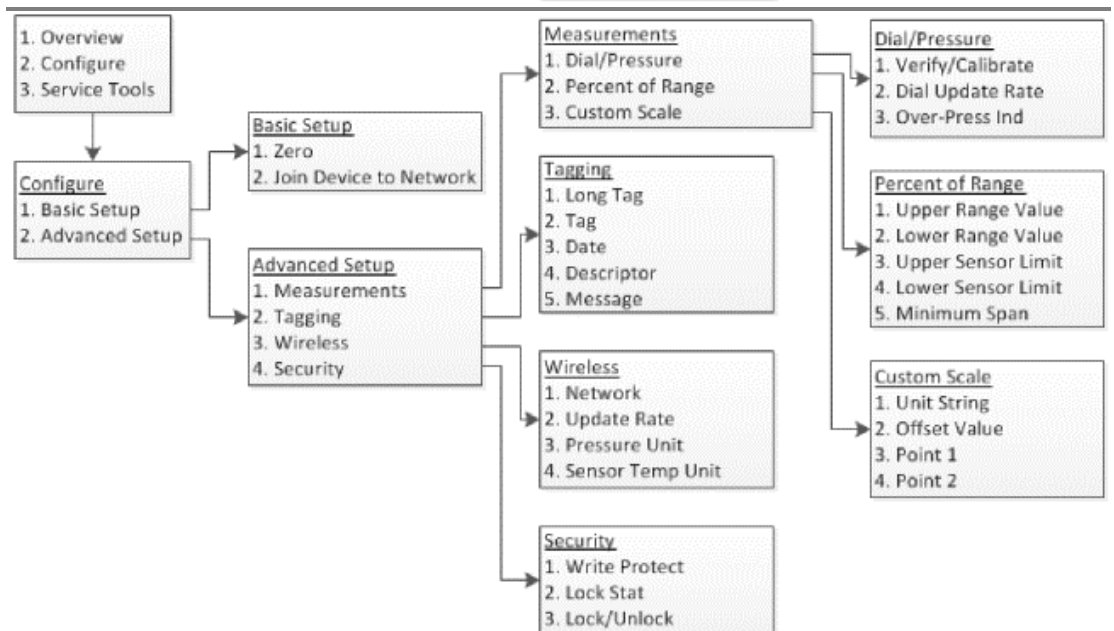 1. Overview
2. Configure
3. Service Tools
Configure
1. Basic Setup
2. Advanced Setup
Basic Setup
1. Zero
2. Join Device to Network
Advanced Setup
1. Measurements
2. Tagging
3. Wireless
4. Security
Measurements
1. Dial/Pressure
2. Percent of Range
3. Custom Scale
Tagging
1. Long Tag
2. Tag
3. Date
4. Descriptor
5. Message
Wireless
1. Network
2. Update Rate
3. Pressure Unit
4. Sensor Temp Unit
Security
1. Write Protect
2. Lock Stat
3. Lock/Unlock
Dial/Pressure
1. Verify/Calibrate
2. Dial Update Rate
3. Over-Press Ind
Percent of Range
1. Upper Range Value
2. Lower Range Value
3. Upper Sensor Limit
4. Lower Sensor Limit
5. Minimum Span
Custom Scale
1. Unit String
2. Offset Value
3. Point 1
4. Point 2